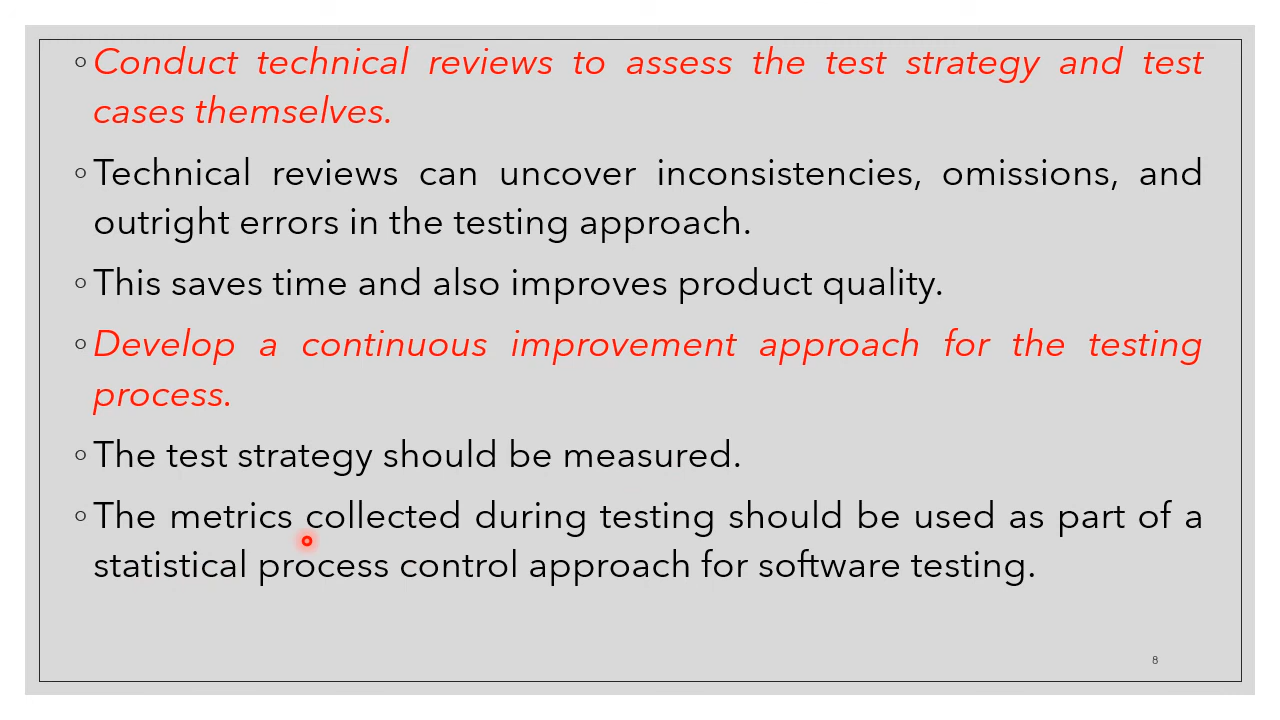 ◦Conduct technical reviews to assess the test strategy and test
cases themselves.
◦Technical reviews can uncover inconsistencies, omissions, and
outright errors in the testing approach.
◦This saves time and also improves product quality.
◦Develop a continuous improvement approach for the testing
process.
◦The test strategy should be measured.
◦The metrics collected during testing should be used as part of a
statistical process control approach for software testing.
8